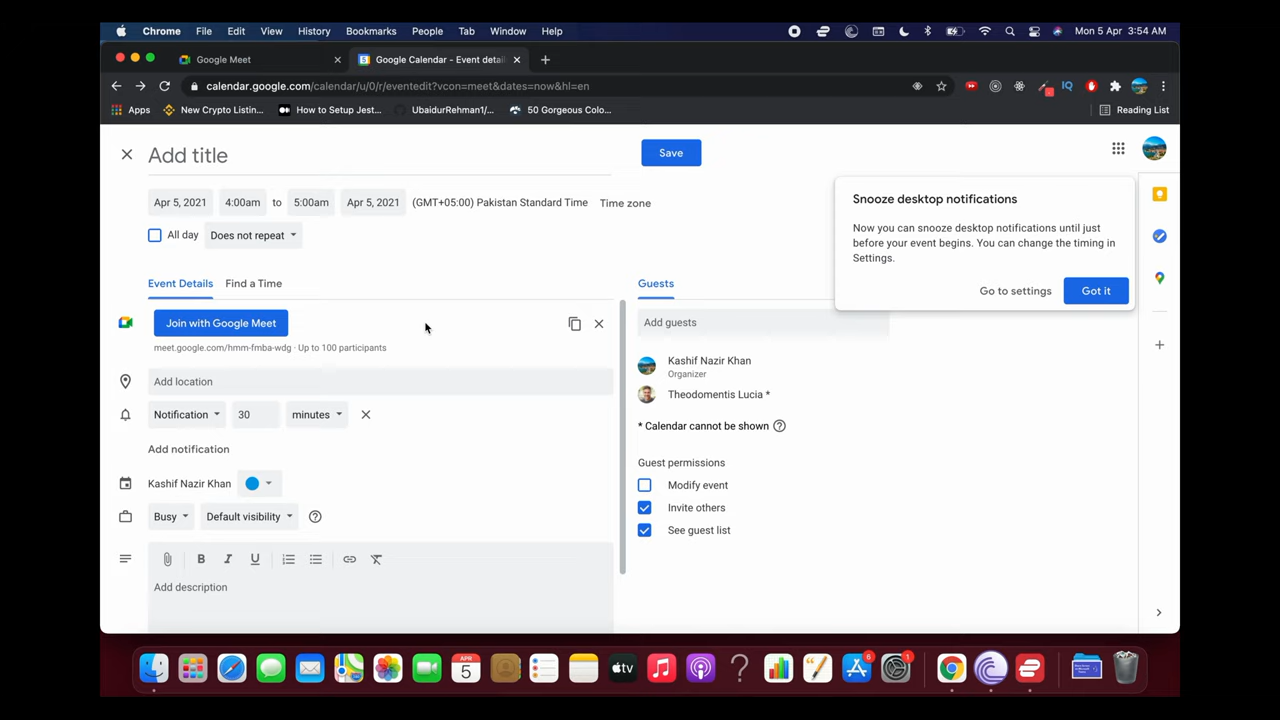 Chrome File Edit View History Bookmarks People Tab Window Help Mon 5 Apr 3:54 AM
Google Meet Google Calendar - Event detai
calendar.google.com/calendar/u/0/r/eventedit?vcon=meet&dates=now&hl=en
Apps New Crypto Listin... How to Setup Jest... UbaidurRehman1/... 50 Gorgeous Colo... Reading List
Add title
Save
Apr 5, 2021 4:00am to 5:00am Apr 5, 2021 (GMT+05:00) Pakistan Standard Time Time zone
All day Does not repeat
Snooze desktop notifications
Now you can snooze desktop notifications until just
before your event begins. You can change the timing in
Settings.
Go to settings Got it
Event Details Find a Time
Join with Google Meet
meet.google.com/hmm-fmba-wdg · Up to 100 participants
Add location
Notification 30 minutes
Add notification
Kashif Nazir Khan
Busy Default visibility
B I U
Add description
Guests
Add guests
Kashif Nazir Khan
Organizer
Theodomentis Lucia *
* Calendar cannot be shown
Guest permissions
Modify event
Invite others
See guest list
APR
5
tv
6
1